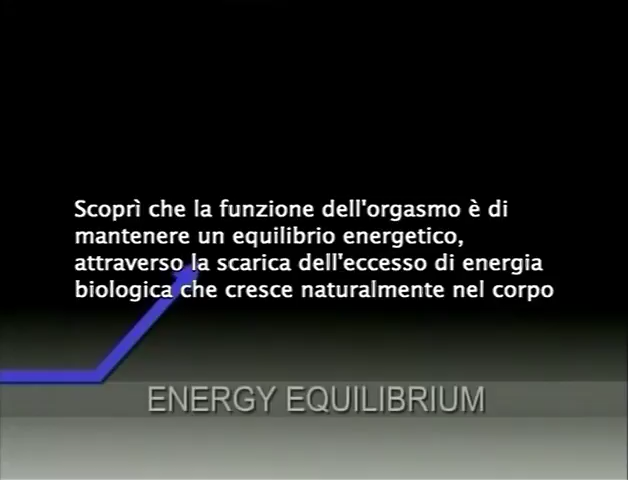 Scoprì che la funzione dell'orgasmo è di
mantenere un equilibrio energetico,
attraverso la scarica dell'eccesso di energia
biologica che cresce naturalmente nel corpo
ENERGY EQUILIBRIUM